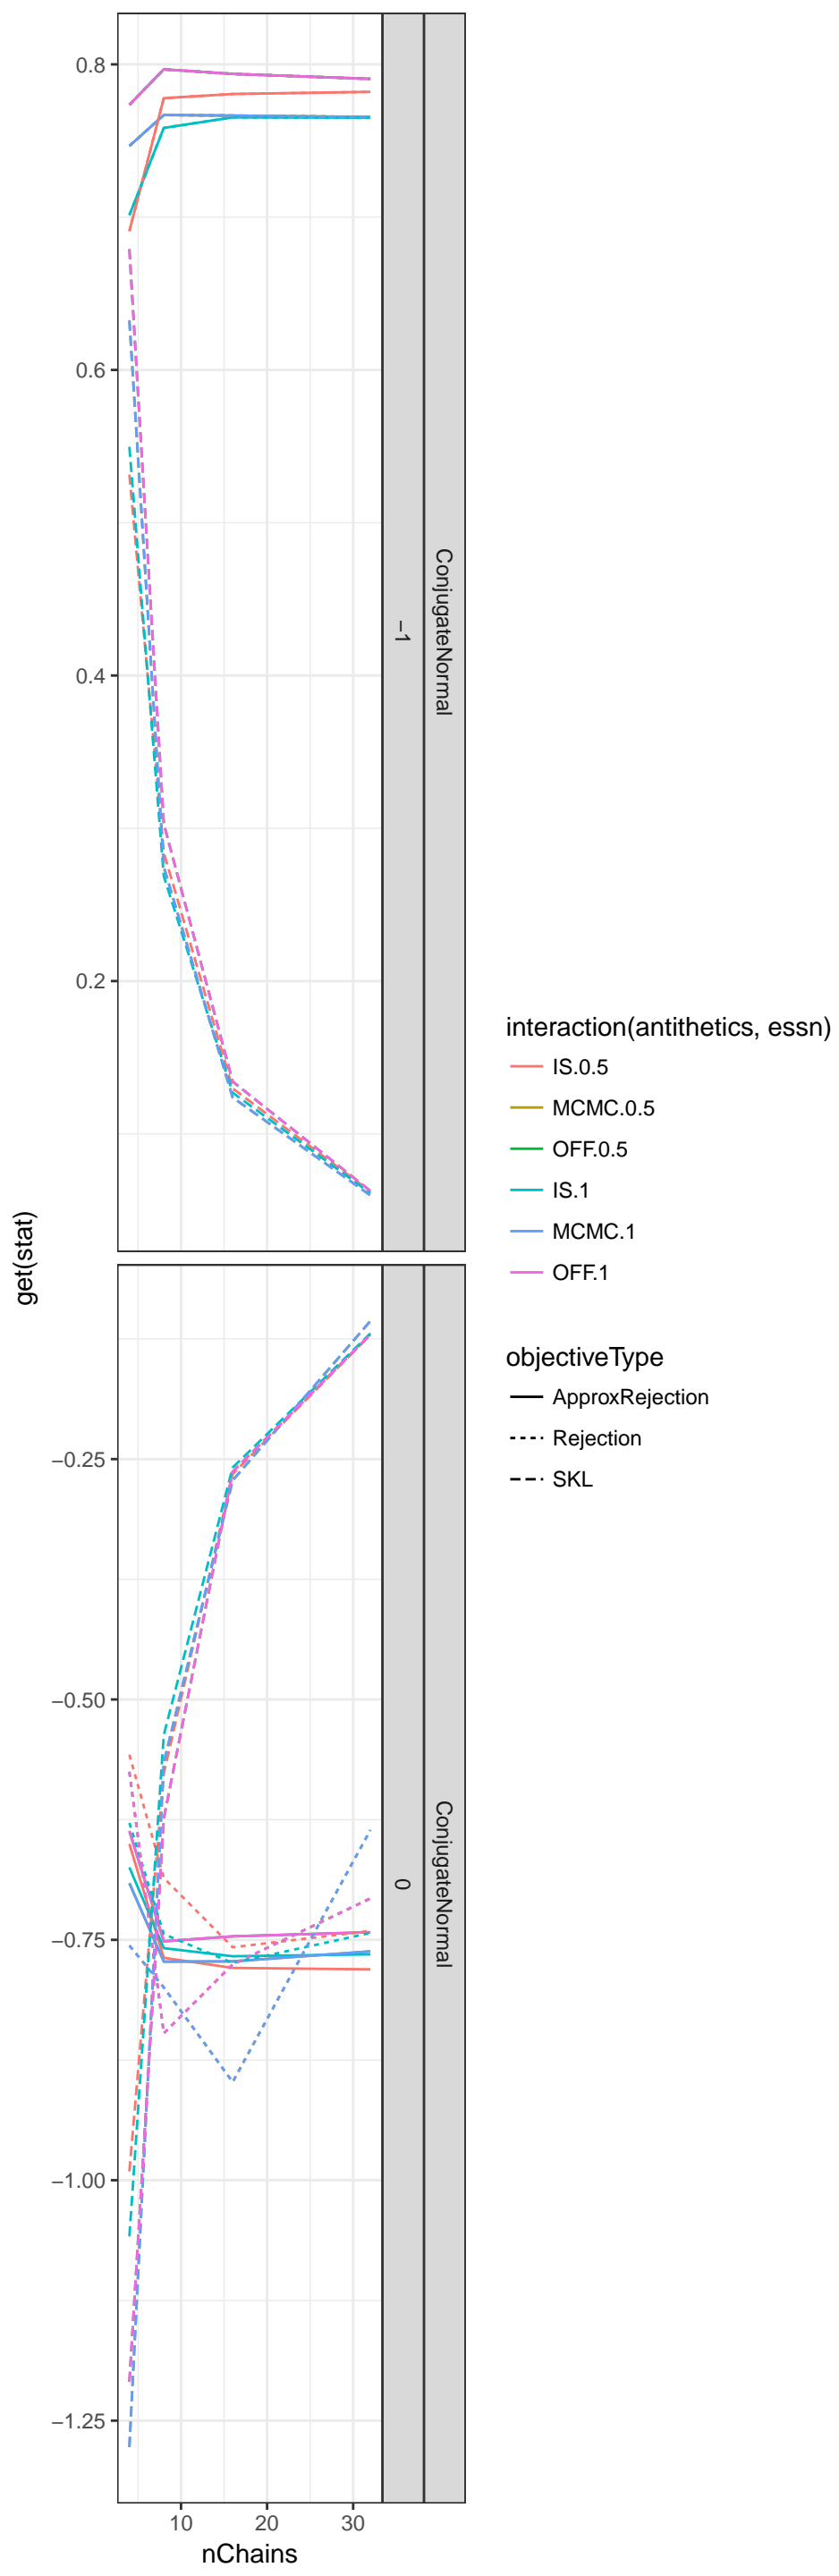 0.8
0.6
0.4
0.2
−1
ConjugateNormal
−0.25
−0.50
−0.75
−1.00
−1.25
0
ConjugateNormal
10 20 30
nChains
get(stat)
interaction(antithetics, essn)
IS.0.5
MCMC.0.5
OFF.0.5
IS.1
MCMC.1
OFF.1
objectiveType
ApproxRejection
Rejection
SKL